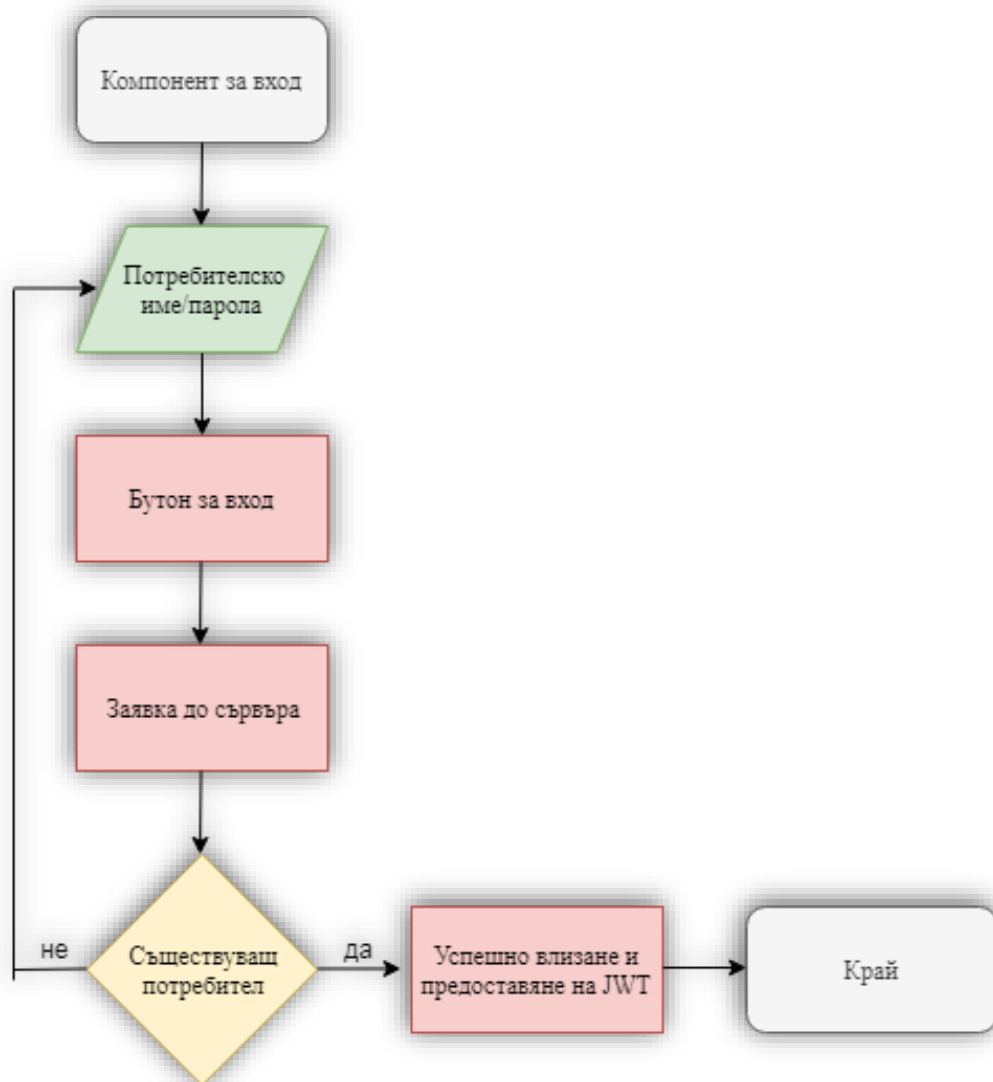 Компонент за вход
Потребителско
име/парола
Бутон за вход
Заявка до сървъра
Съществуващ
потребител
не
да
Успешно влизане и
предоставяне на JWT
Край